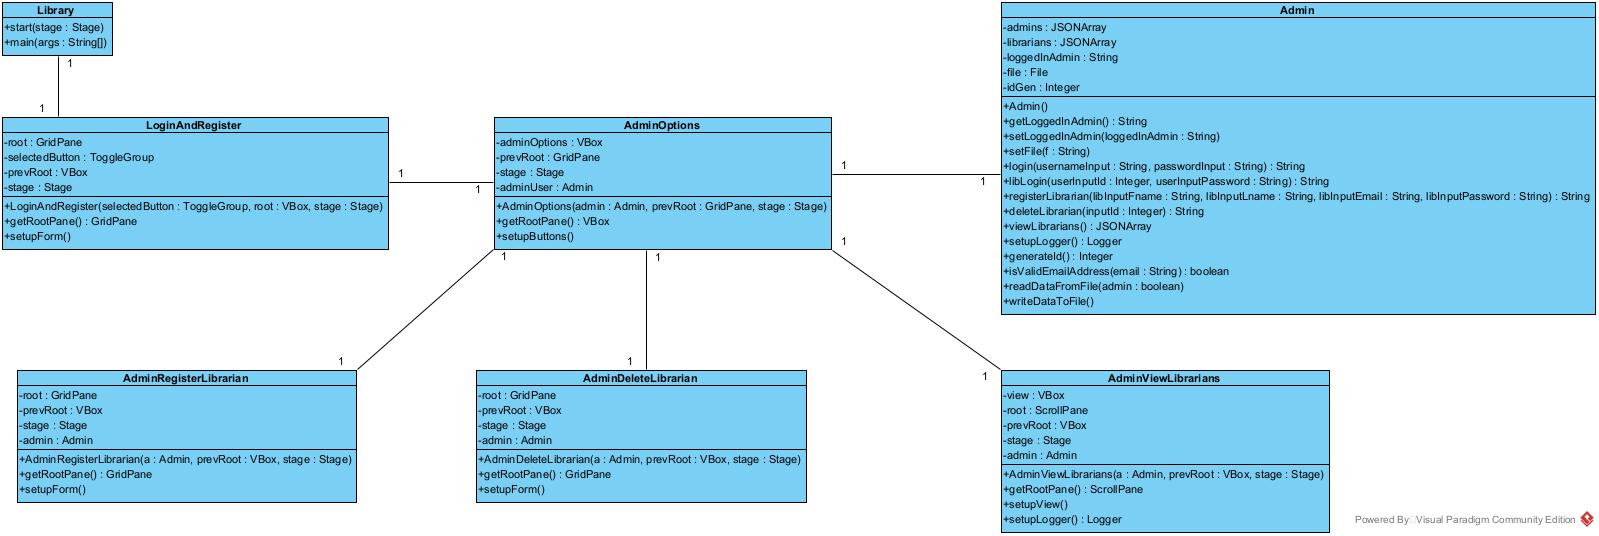 Library
+start(stage : Stage)
+main(args : String[])
1
1
LoginAndRegister
-root : GridPane
-selectedButton : ToggleGroup
-prevRoot : VBox
-stage : Stage
+LoginAndRegister(selectedButton : ToggleGroup, root : VBox, stage : Stage)
+getRootPane() : GridPane
+setupForm()
1
1
AdminOptions
-adminOptions : VBox
-prevRoot : GridPane
-stage : Stage
-adminUser : Admin
+AdminOptions(admin : Admin, prevRoot : GridPane, stage : Stage)
+getRootPane() : VBox
+setupButtons()
1
1
Admin
-admins : JSONArray
-librarians : JSONArray
-loggedInAdmin : String
-file : File
-idGen : Integer
+Admin()
+getLoggedInAdmin() : String
+setLoggedInAdmin(loggedInAdmin : String)
+setFile(f : String)
+login(usernameInput : String, passwordInput : String) : String
+libLogin(userInputId : Integer, userInputPassword : String) : String
+registerLibrarian(libInputFname : String, libInputLname : String, libInputEmail : String, libInputPassword : String) : String
+deleteLibrarian(inputId : Integer) : String
+viewLibrarians() : JSONArray
+setupLogger() : Logger
+generateId() : Integer
+isValidEmailAddress(email : String) : boolean
+readDataFromFile(admin : boolean)
+writeDataToFile()
1
1
1
1
1
1
AdminRegisterLibrarian
-root : GridPane
-prevRoot : VBox
-stage : Stage
-admin : Admin
+AdminRegisterLibrarian(a : Admin, prevRoot : VBox, stage : Stage)
+getRootPane() : GridPane
+setupForm()
AdminDeleteLibrarian
-root : GridPane
-prevRoot : VBox
-stage : Stage
-admin : Admin
+AdminDeleteLibrarian(a : Admin, prevRoot : VBox, stage : Stage)
+getRootPane() : GridPane
+setupForm()
AdminViewLibrarians
-view : VBox
-root : ScrollPane
-prevRoot : VBox
-stage : Stage
-admin : Admin
+AdminViewLibrarians(a : Admin, prevRoot : VBox, stage : Stage)
+getRootPane() : ScrollPane
+setupView()
+setupLogger() : Logger
Powered By Visual Paradigm Community Edition